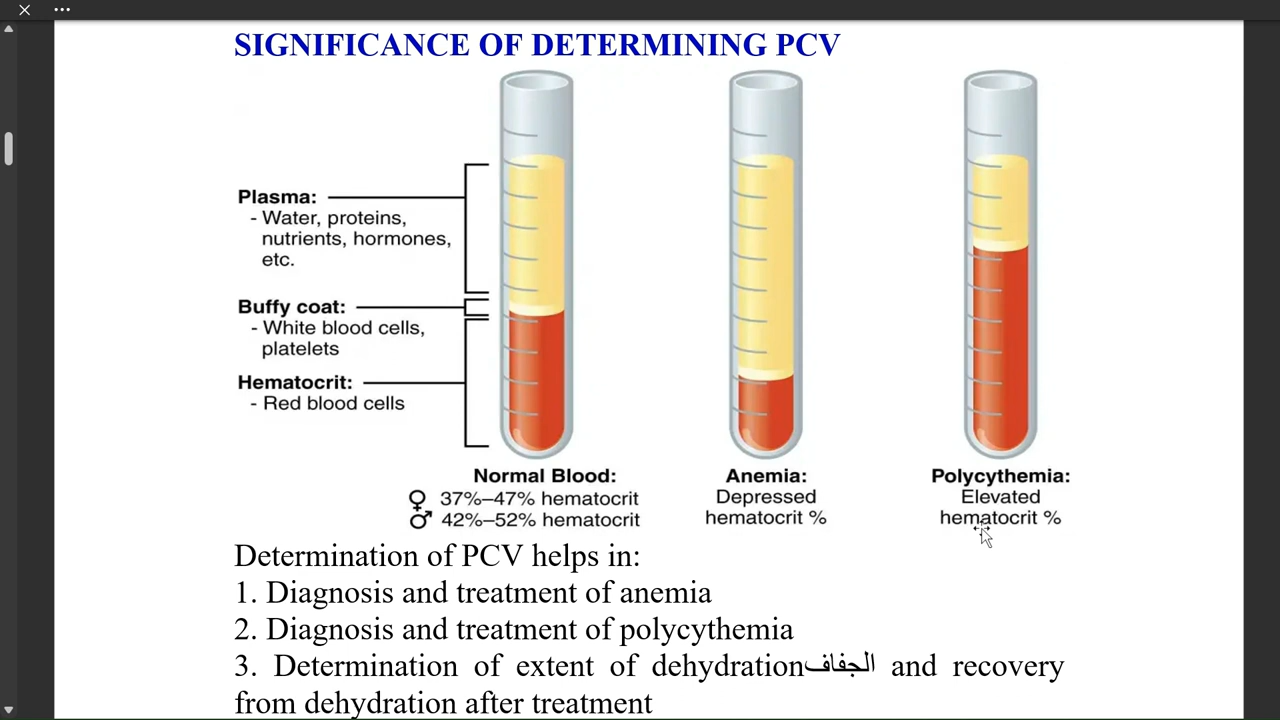 SIGNIFICANCE OF DETERMINING PCV
Plasma:
- Water, proteins,
nutrients, hormones,
etc.
Buffy coat:
- White blood cells,
platelets
Hematocrit:
- Red blood cells
Normal Blood:
♀ 37%–47% hematocrit
♂ 42%–52% hematocrit
Anemia:
Depressed
hematocrit %
Polycythemia:
Elevated
hematocrit %
Determination of PCV helps in:
1. Diagnosis and treatment of anemia
2. Diagnosis and treatment of polycythemia
3. Determination of extent of dehydrationالجفاف and recovery
from dehydration after treatment